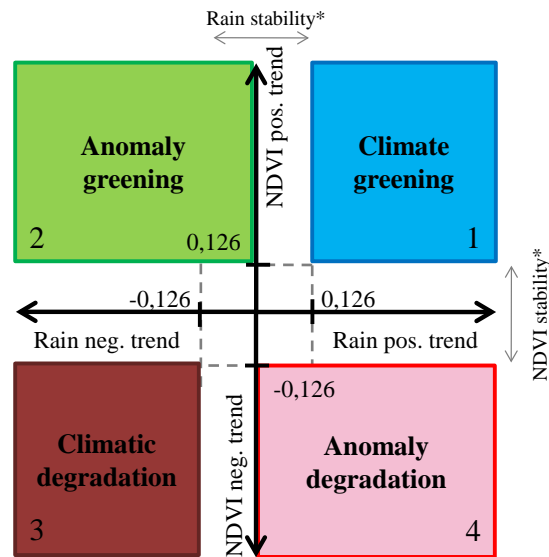 Rain stability*
NDVI pos. trend
Anomaly
greening
2
0,126
Climate
greening
1
NDVI stability*
-0,126
0,126
Rain neg. trend
Rain pos. trend
Climatic
degradation
3
NDVI neg. trend
-0,126
Anomaly
degradation
4